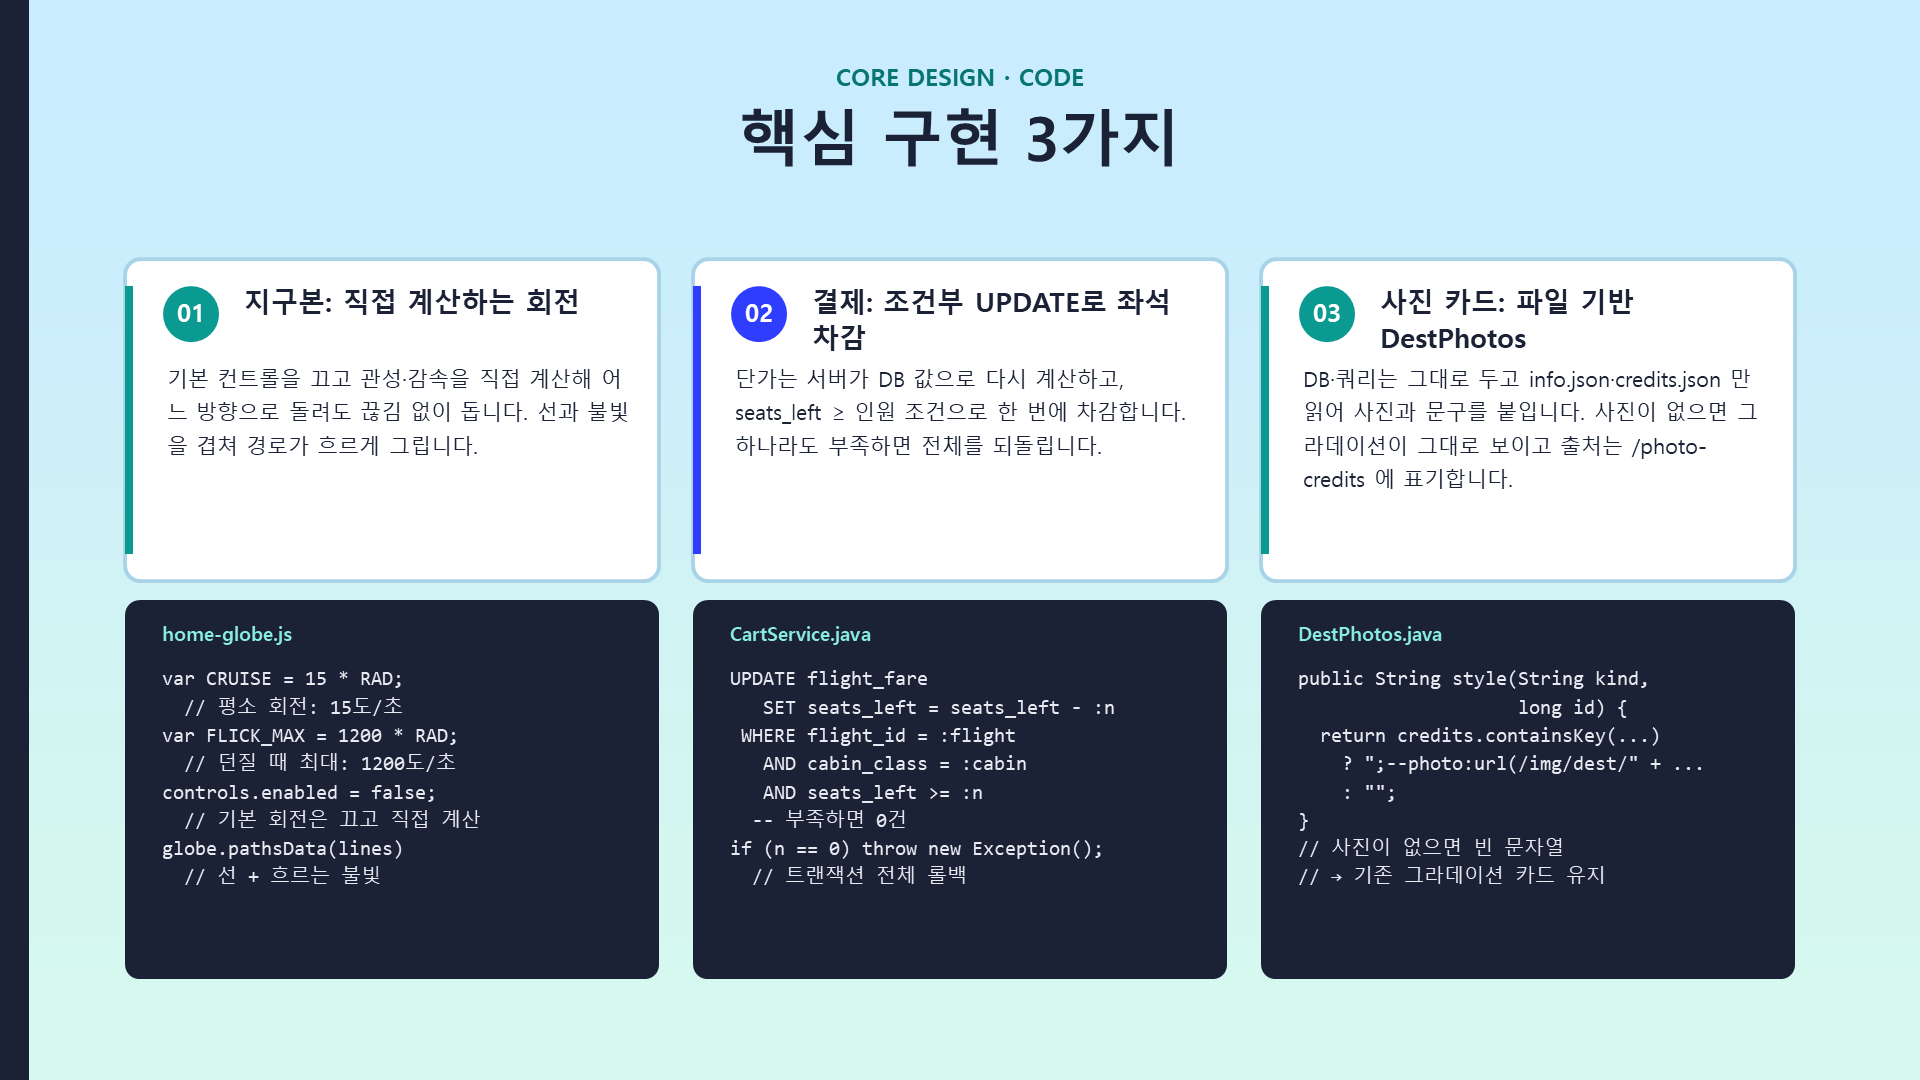 CORE DESIGN · CODE
핵심 구현 3가지
01
지구본: 직접 계산하는 회전
기본 컨트롤을 끄고 관성·감속을 직접 계산해 어
느 방향으로 돌려도 끊김 없이 돕니다. 선과 불빛
을 겹쳐 경로가 흐르게 그립니다.
02
결제: 조건부 UPDATE로 좌석
차감
단가는 서버가 DB 값으로 다시 계산하고,
seats_left ≥ 인원 조건으로 한 번에 차감합니다.
하나라도 부족하면 전체를 되돌립니다.
03
사진 카드: 파일 기반
DestPhotos
DB·쿼리는 그대로 두고 info.json·credits.json 만
읽어 사진과 문구를 붙입니다. 사진이 없으면 그
라데이션이 그대로 보이고 출처는 /photo-
credits 에 표기합니다.
home-globe.js
var CRUISE = 15 * RAD;
  // 평소 회전: 15도/초
var FLICK_MAX = 1200 * RAD;
  // 던질 때 최대: 1200도/초
controls.enabled = false;
  // 기본 회전은 끄고 직접 계산
globe.pathsData(lines)
  // 선 + 흐르는 불빛
CartService.java
UPDATE flight_fare
   SET seats_left = seats_left - :n
 WHERE flight_id = :flight
   AND cabin_class = :cabin
   AND seats_left >= :n
  -- 부족하면 0건
if (n == 0) throw new Exception();
  // 트랜잭션 전체 롤백
DestPhotos.java
public String style(String kind,
                    long id) {
  return credits.containsKey(...)
    ? ";--photo:url(/img/dest/" + ...
    : "";
}
// 사진이 없으면 빈 문자열
// → 기존 그라데이션 카드 유지